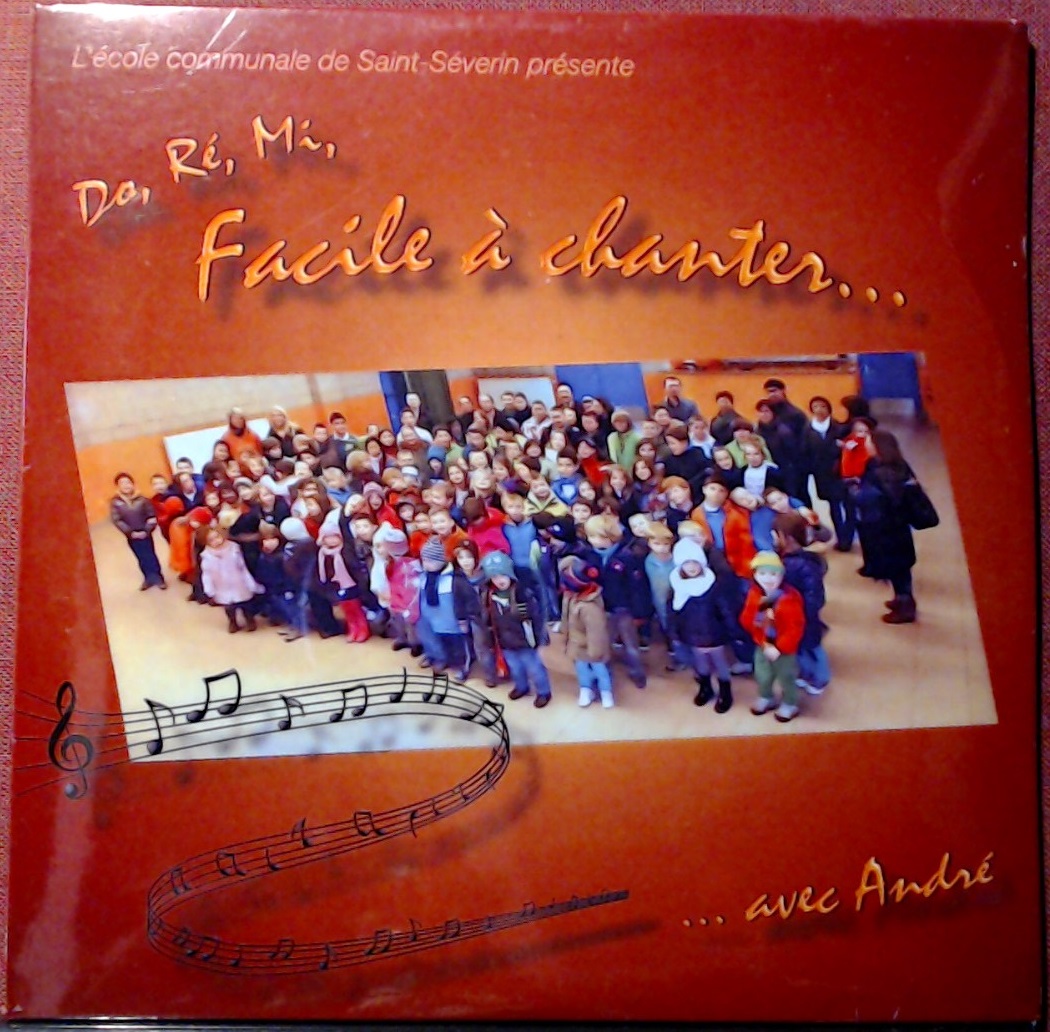 L'école communale de Saint-Séverin présente
Do, Ré, Mi,
Facile à chanter...
... avec André